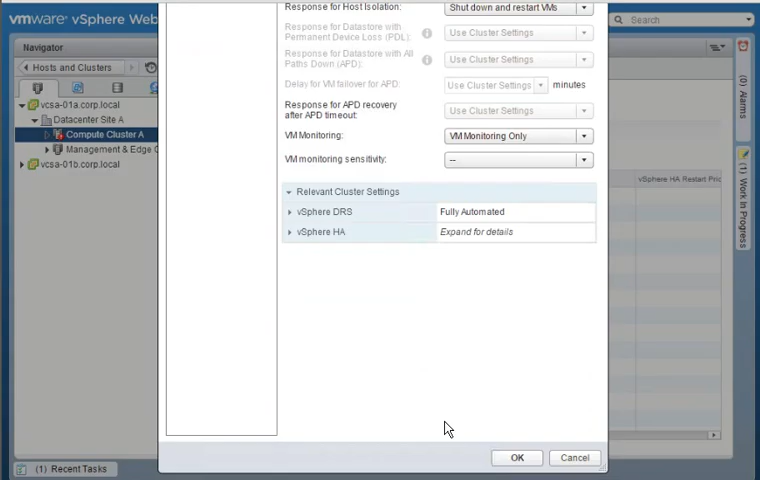 vmware® vSphere Web
Search
Response for Host Isolation:
Shut down and restart VMs
Navigator
Response for Datastore with
Permanent Device Loss (PDL):
Use Cluster Settings
Hosts and Clusters
Response for Datastore with All
Paths Down (APD):
Use Cluster Settings
Delay for VM failover for APD:
Use Cluster Settings
minutes
vcsa-01a.corp.local
Datacenter Site A
Compute Cluster A
Management & Edge C
vcsa-01b.corp.local
Response for APD recovery
after APD timeout:
Use Cluster Settings
VM Monitoring:
VM Monitoring Only
VM monitoring sensitivity:
--
Relevant Cluster Settings
vSphere DRS
Fully Automated
vSphere HA
Expand for details
vSphere HA Restart Pric
(0) Alarms
(1) Work In Progress
OK
Cancel
(1) Recent Tasks